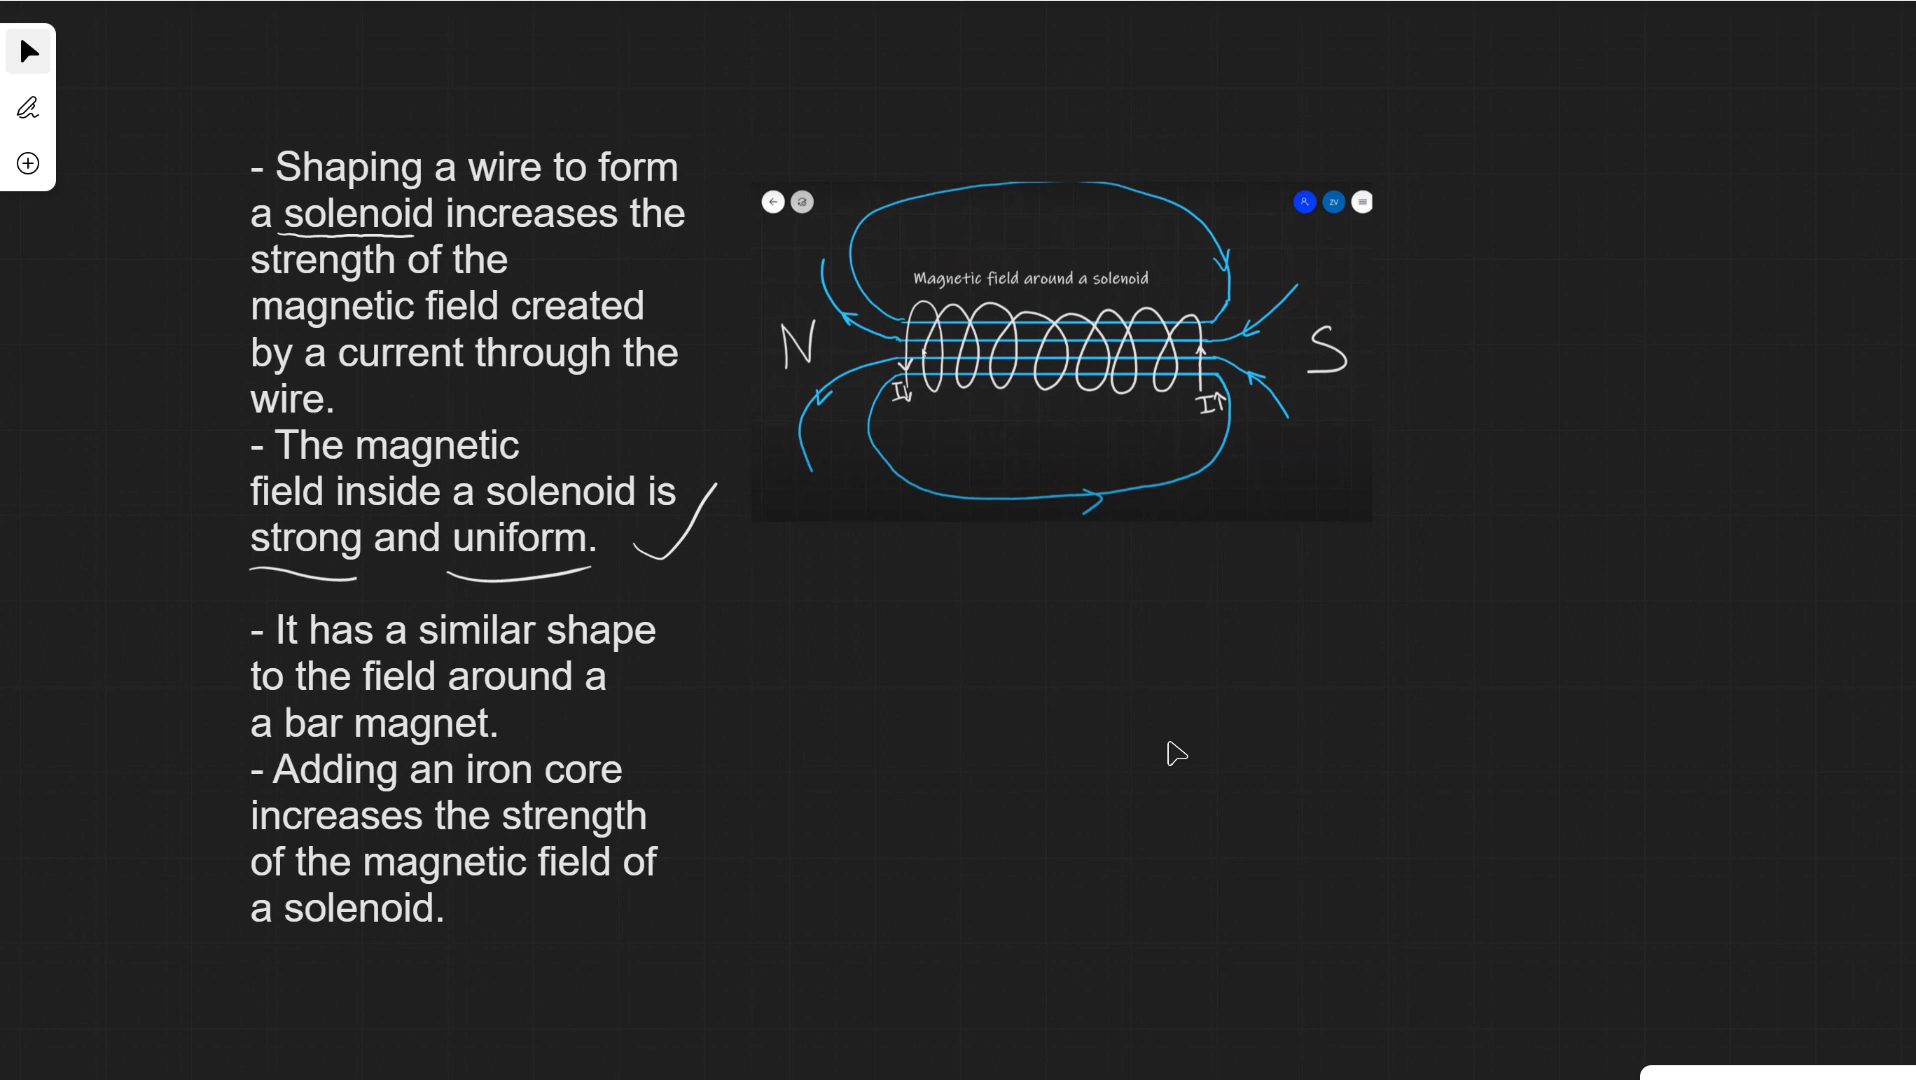 - Shaping a wire to form
a solenoid increases the
strength of the
magnetic field created
by a current through the
wire.
- The magnetic
field inside a solenoid is
strong and uniform.
- It has a similar shape
to the field around a
a bar magnet.
- Adding an iron core
increases the strength
of the magnetic field of
a solenoid.
ZV
Magnetic field around a solenoid
N
S
I↓
I↑